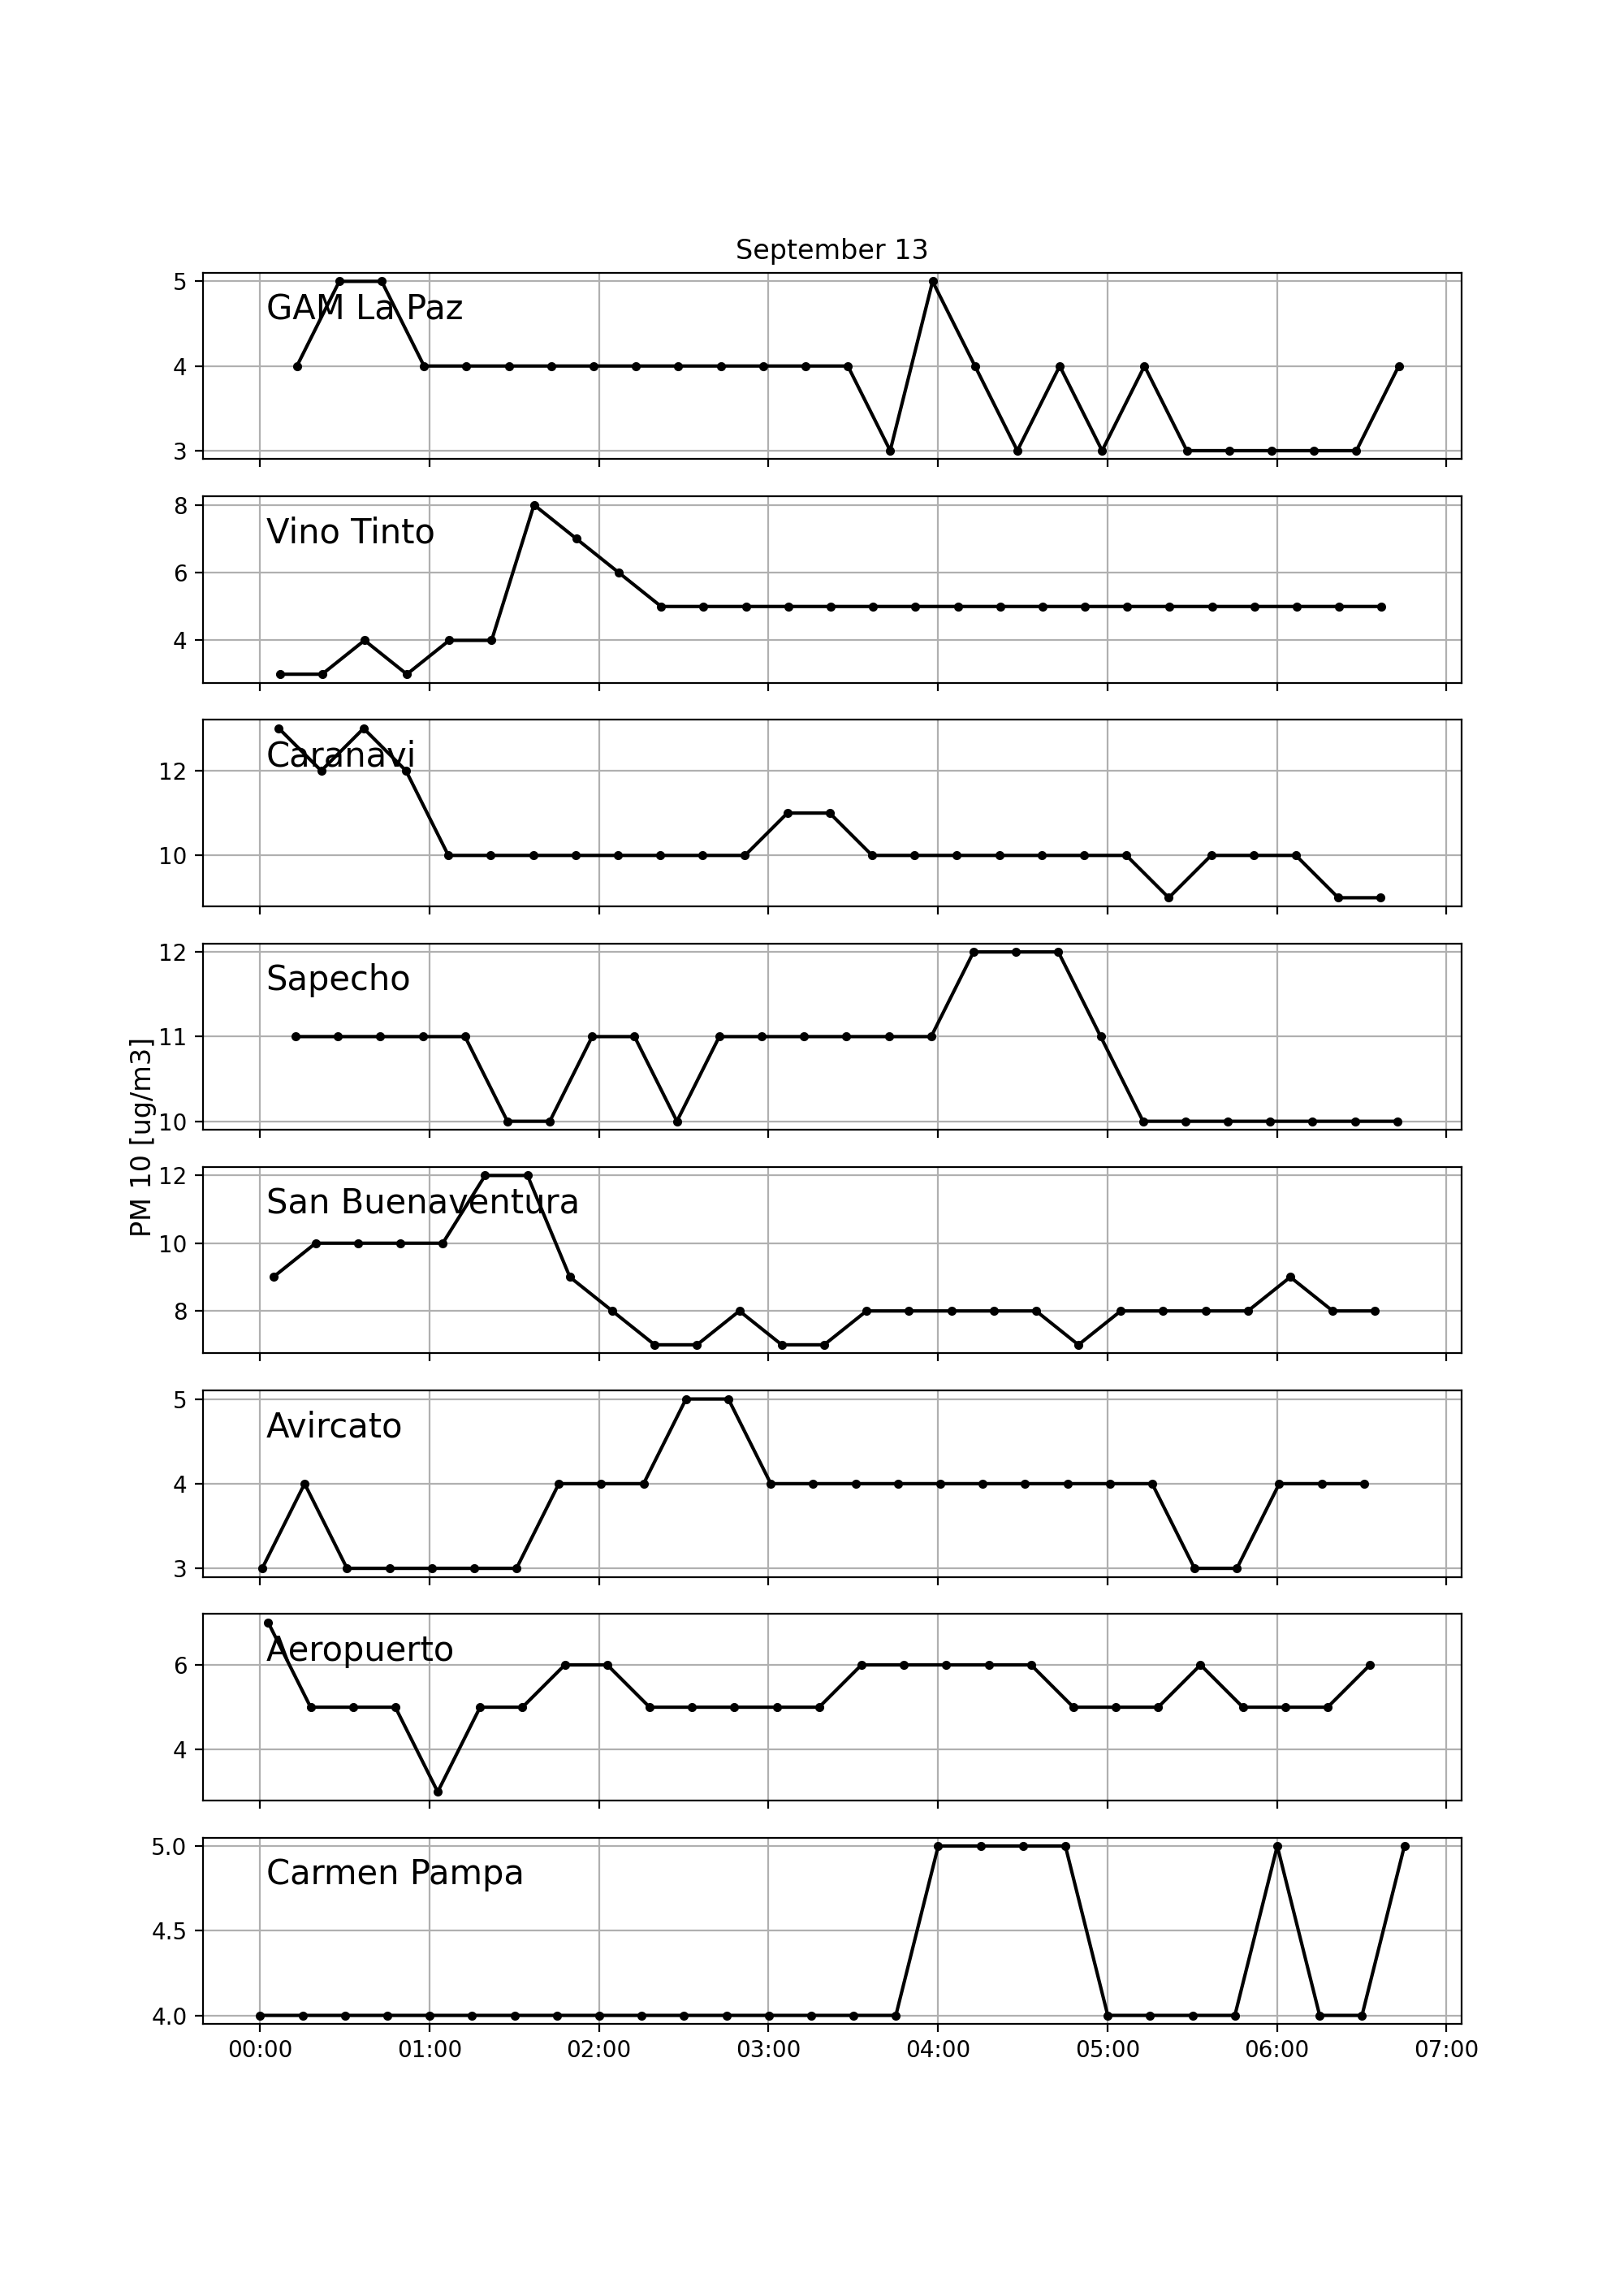 September 13
5
GAM La Paz
4
3
8
Vino Tinto
6
4
Caranavi
12
10
12
Sapecho
11
10
PM 10 [ug/m3]
12
San Buenaventura
10
8
5
Avircato
4
3
Aeropuerto
6
4
5.0
Carmen Pampa
4.5
4.0
00:00 01:00 02:00 03:00 04:00 05:00 06:00 07:00